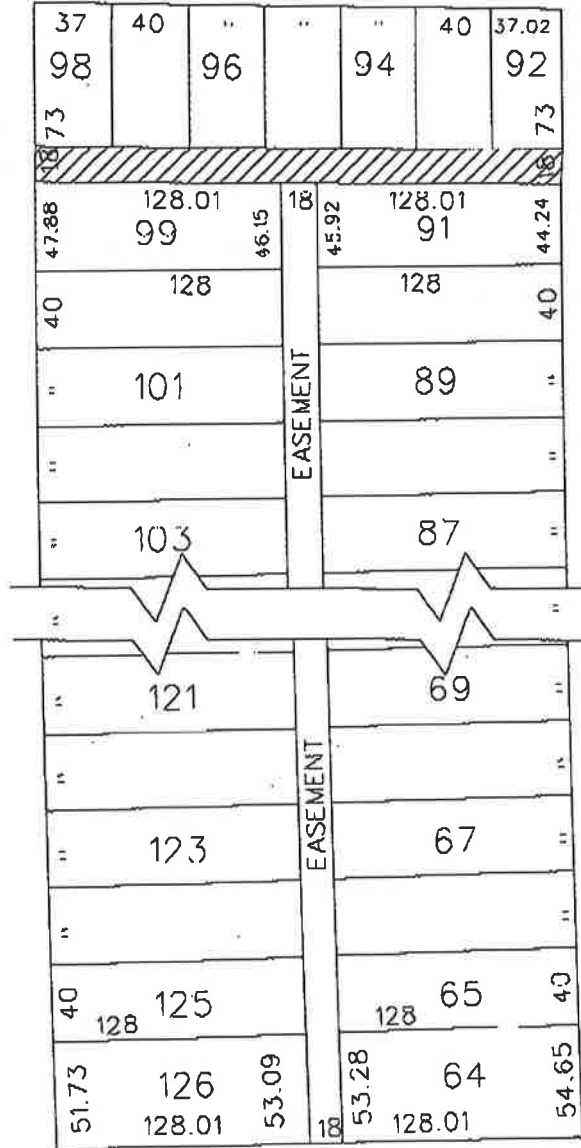 37 40 " " 40 37.02
98 96 94 92
73 73
18 18
128.01 18 128.01
47.88 99 46.15 45.92 91 44.24
128 128
40 40
" 101 EASEMENT 89 "
"
" 103 87 "
" "
" 121 69 "
" "
" 123 EASEMENT 67 "
" "
40 125 65 40
128 128
51.73 126 53.09 53.28 64 54.65
128.01 18 128.01